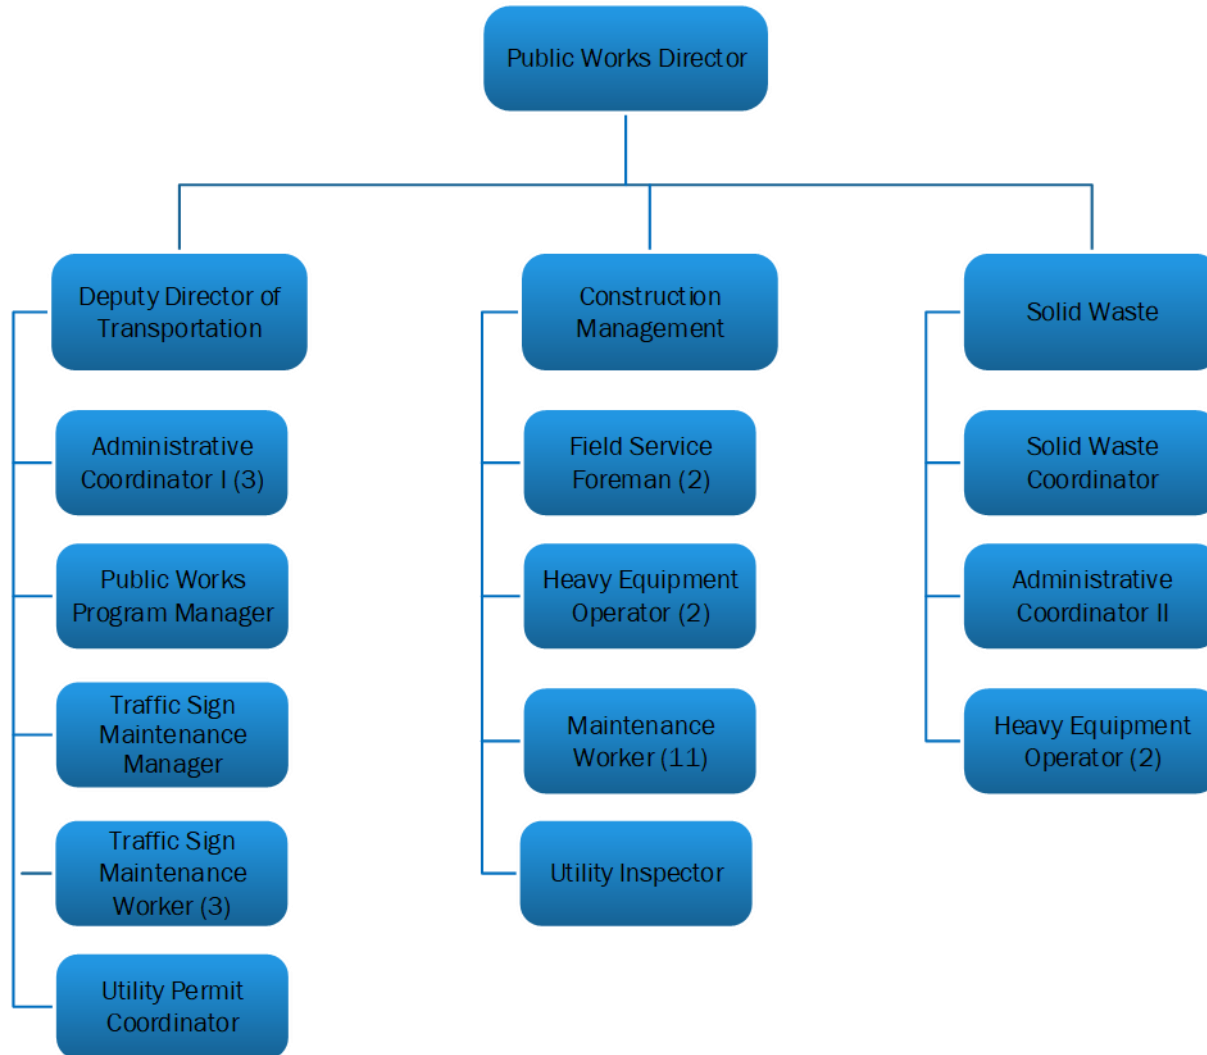 Public Works Director
Deputy Director of
Transportation
Administrative
Coordinator I (3)
Public Works
Program Manager
Traffic Sign
Maintenance
Manager
Traffic Sign
Maintenance
Worker (3)
Utility Permit
Coordinator
Construction
Management
Field Service
Foreman (2)
Heavy Equipment
Operator (2)
Maintenance
Worker (11)
Utility Inspector
Solid Waste
Solid Waste
Coordinator
Administrative
Coordinator II
Heavy Equipment
Operator (2)